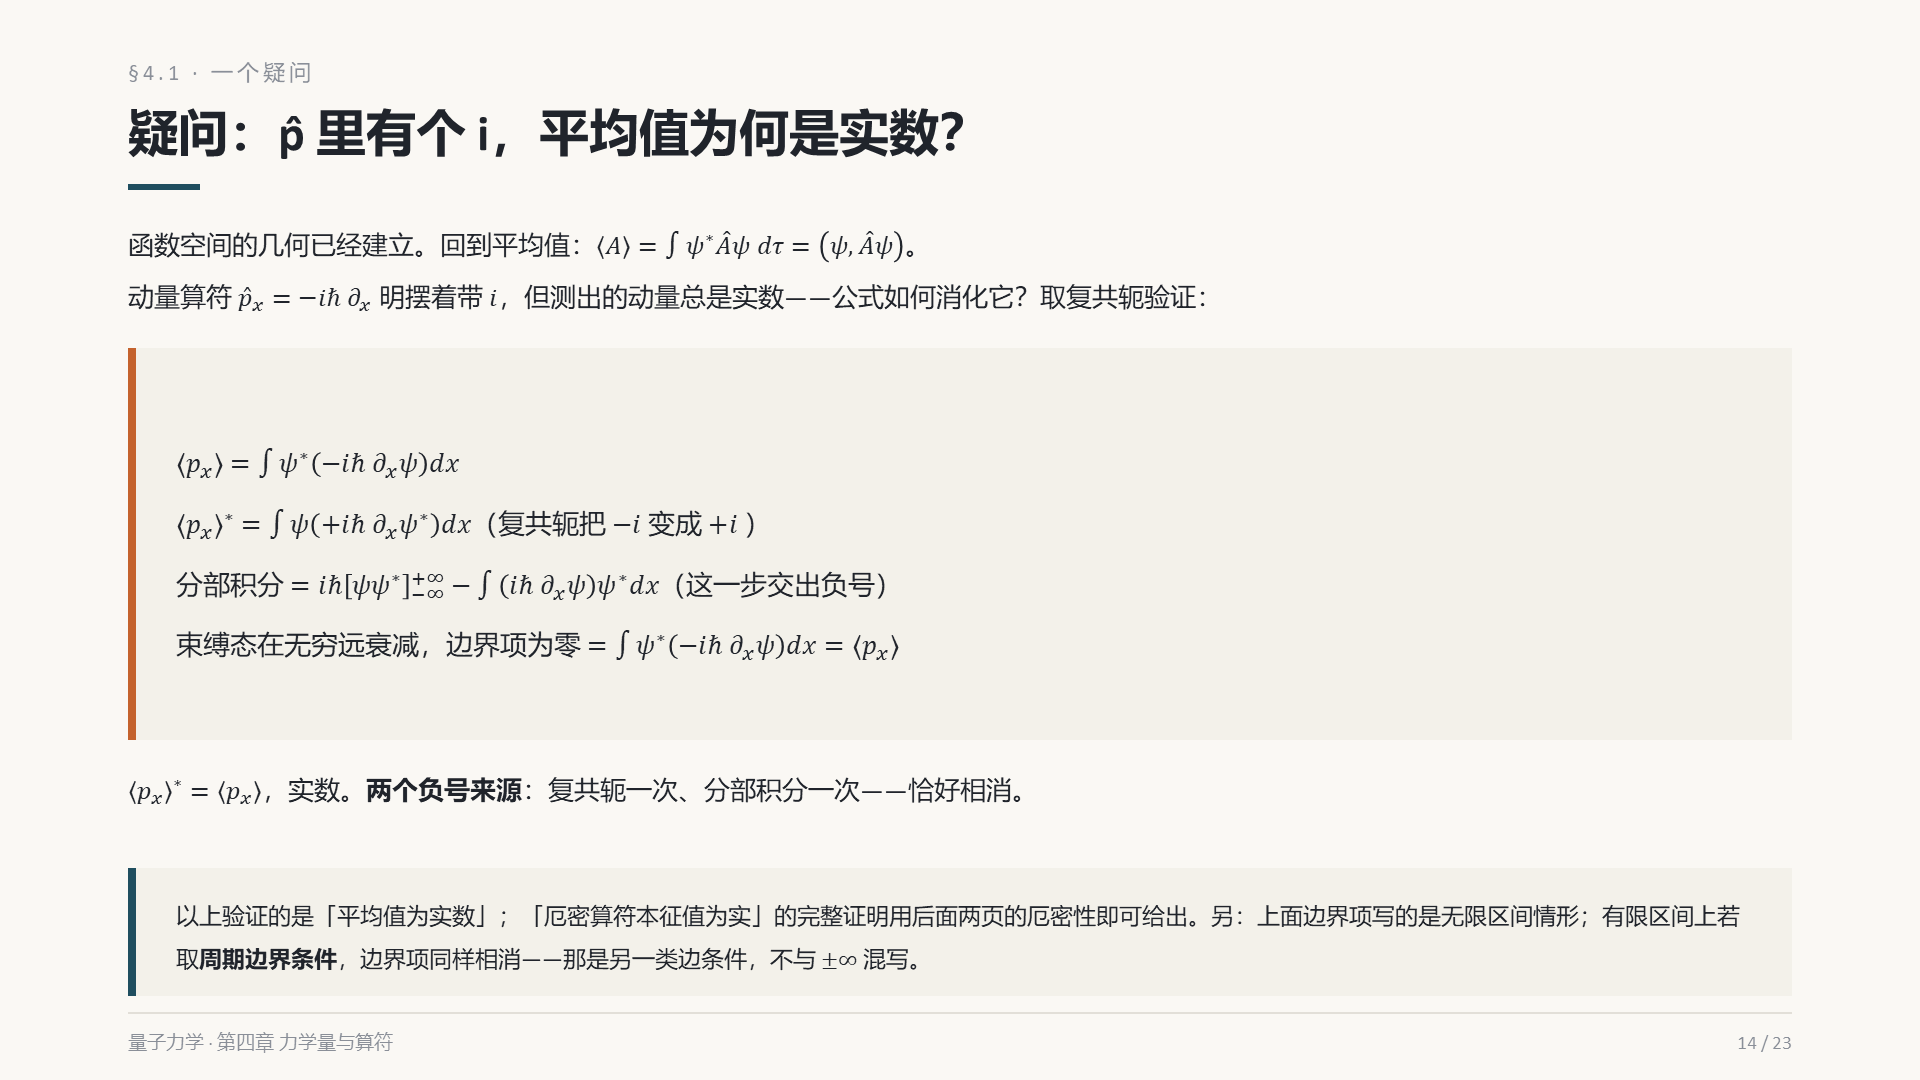 §4.1 · 一个疑问
疑问：p̂ 里有个 i，平均值为何是实数？
函数空间的几何已经建立。回到平均值：⟨A⟩ = ∫ ψ*Âψ dτ = (ψ, Âψ)。
动量算符 p̂ₓ = −iℏ ∂ₓ 明摆着带 i，但测出的动量总是实数——公式如何消化它？取复共轭验证：
⟨pₓ⟩ = ∫ ψ*(−iℏ ∂ₓψ)dx
⟨pₓ⟩* = ∫ ψ(+iℏ ∂ₓψ*)dx（复共轭把 −i 变成 +i ）
分部积分 = iℏ[ψψ*]₋∞^{+∞} − ∫ (iℏ ∂ₓψ)ψ*dx（这一步交出负号）
束缚态在无穷远衰减，边界项为零 = ∫ ψ*(−iℏ ∂ₓψ)dx = ⟨pₓ⟩
⟨pₓ⟩* = ⟨pₓ⟩，实数。两个负号来源：复共轭一次、分部积分一次——恰好相消。
以上验证的是「平均值为实数」；「厄密算符本征值为实」的完整证明用后面两页的厄密性即可给出。另：上面边界项写的是无限区间情形；有限区间上若
取周期边界条件，边界项同样相消——那是另一类边条件，不与 ±∞ 混写。
量子力学 · 第四章 力学量与算符
14 / 23